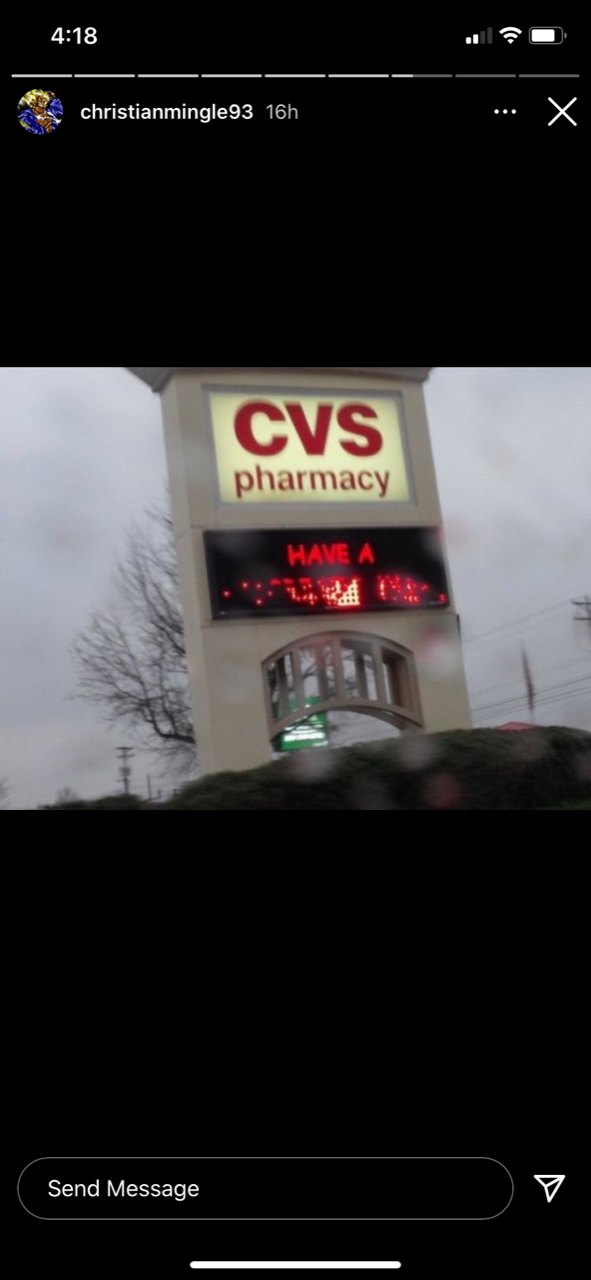 4:18
christianmingle93 16h
CVS
pharmacy
HAVE A
Send Message